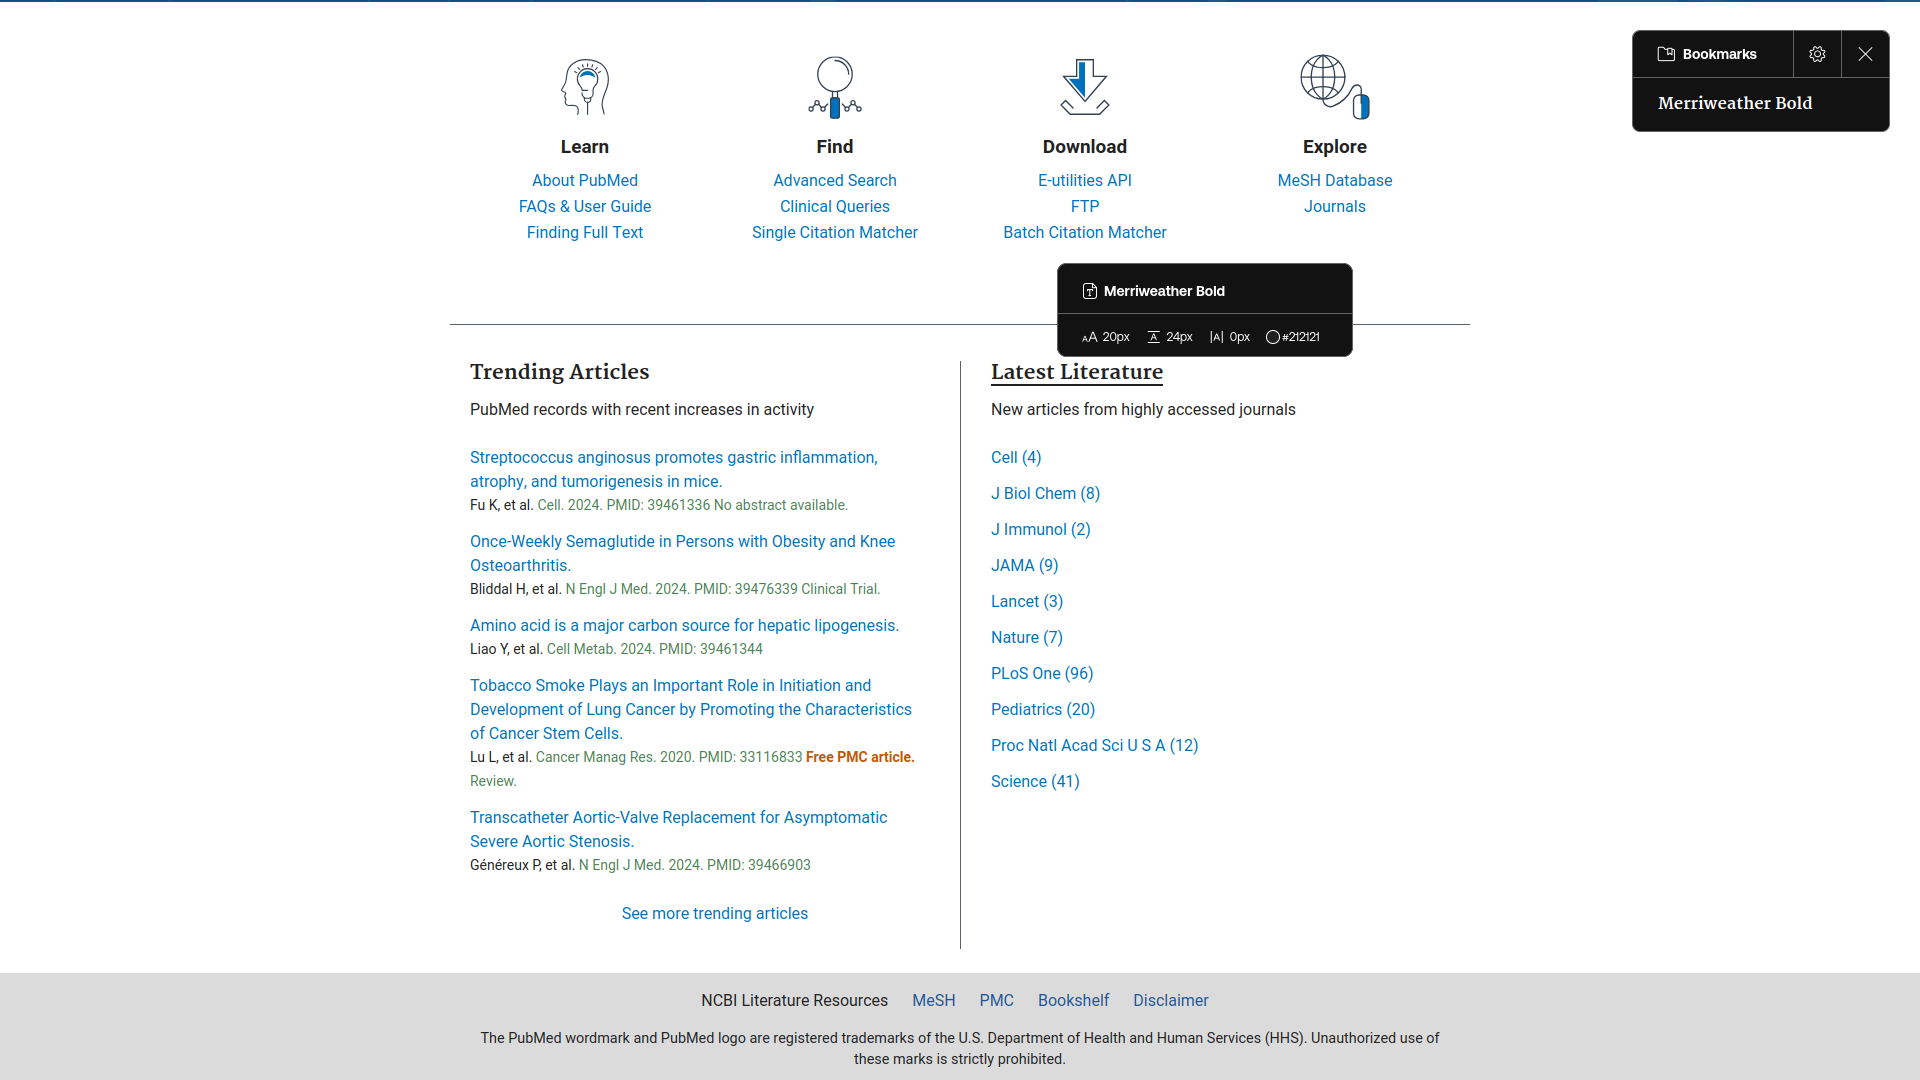 Bookmarks
Merriweather Bold
Learn
About PubMed
FAQs & User Guide
Finding Full Text
Find
Advanced Search
Clinical Queries
Single Citation Matcher
Download
E-utilities API
FTP
Batch Citation Matcher
Explore
MeSH Database
Journals
Merriweather Bold
AA 20px A 24px |A| 0px #212121
Trending Articles
PubMed records with recent increases in activity
Streptococcus anginosus promotes gastric inflammation,
atrophy, and tumorigenesis in mice.
Fu K, et al. Cell. 2024. PMID: 39461336 No abstract available.
Once-Weekly Semaglutide in Persons with Obesity and Knee
Osteoarthritis.
Bliddal H, et al. N Engl J Med. 2024. PMID: 39476339 Clinical Trial.
Amino acid is a major carbon source for hepatic lipogenesis.
Liao Y, et al. Cell Metab. 2024. PMID: 39461344
Tobacco Smoke Plays an Important Role in Initiation and
Development of Lung Cancer by Promoting the Characteristics
of Cancer Stem Cells.
Lu L, et al. Cancer Manag Res. 2020. PMID: 33116833 Free PMC article.
Review.
Transcatheter Aortic-Valve Replacement for Asymptomatic
Severe Aortic Stenosis.
Généreux P, et al. N Engl J Med. 2024. PMID: 39466903
See more trending articles
Latest Literature
New articles from highly accessed journals
Cell (4)
J Biol Chem (8)
J Immunol (2)
JAMA (9)
Lancet (3)
Nature (7)
PLoS One (96)
Pediatrics (20)
Proc Natl Acad Sci U S A (12)
Science (41)
NCBI Literature Resources MeSH PMC Bookshelf Disclaimer
The PubMed wordmark and PubMed logo are registered trademarks of the U.S. Department of Health and Human Services (HHS). Unauthorized use of
these marks is strictly prohibited.